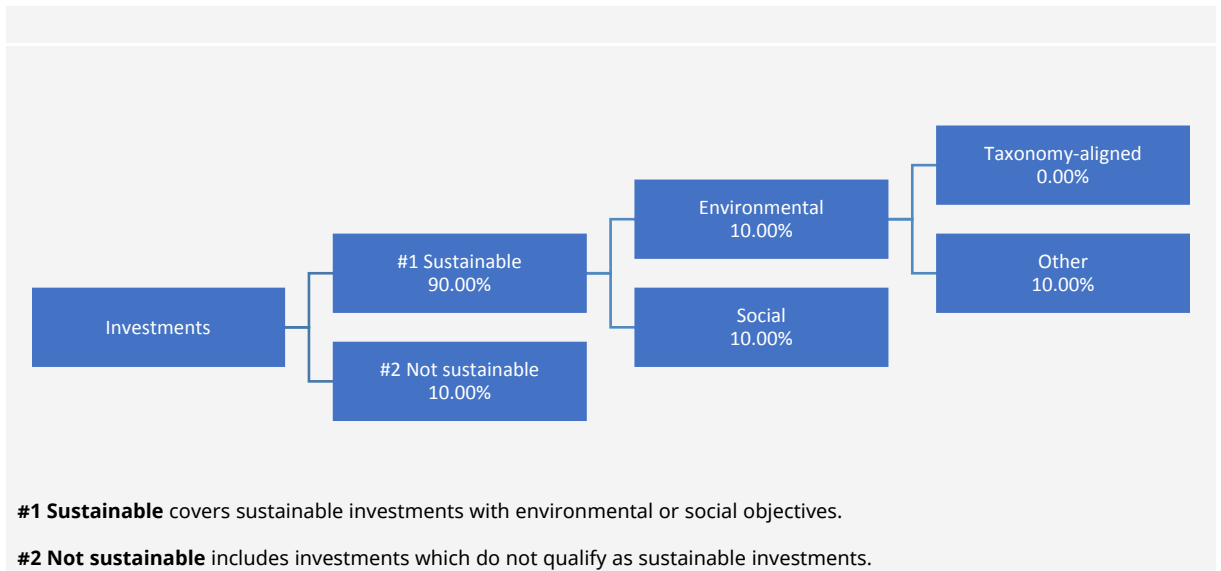 Investments
#1 Sustainable
90.00%
#2 Not sustainable
10.00%
Environmental
10.00%
Social
10.00%
Taxonomy-aligned
0.00%
Other
10.00%
#1 Sustainable covers sustainable investments with environmental or social objectives.
#2 Not sustainable includes investments which do not qualify as sustainable investments.